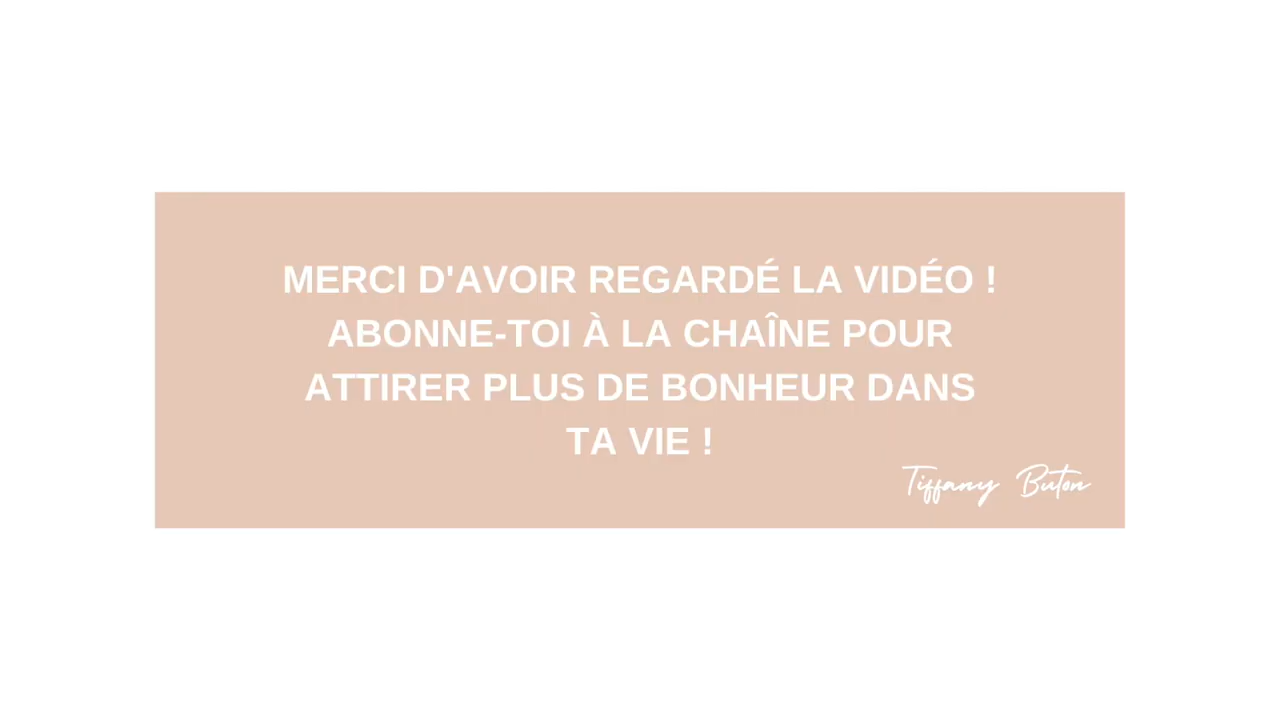 MERCI D'AVOIR REGARDÉ LA VIDÉO !
ABONNE-TOI À LA CHAÎNE POUR
ATTIRER PLUS DE BONHEUR DANS
TA VIE !
Tiffany Buton